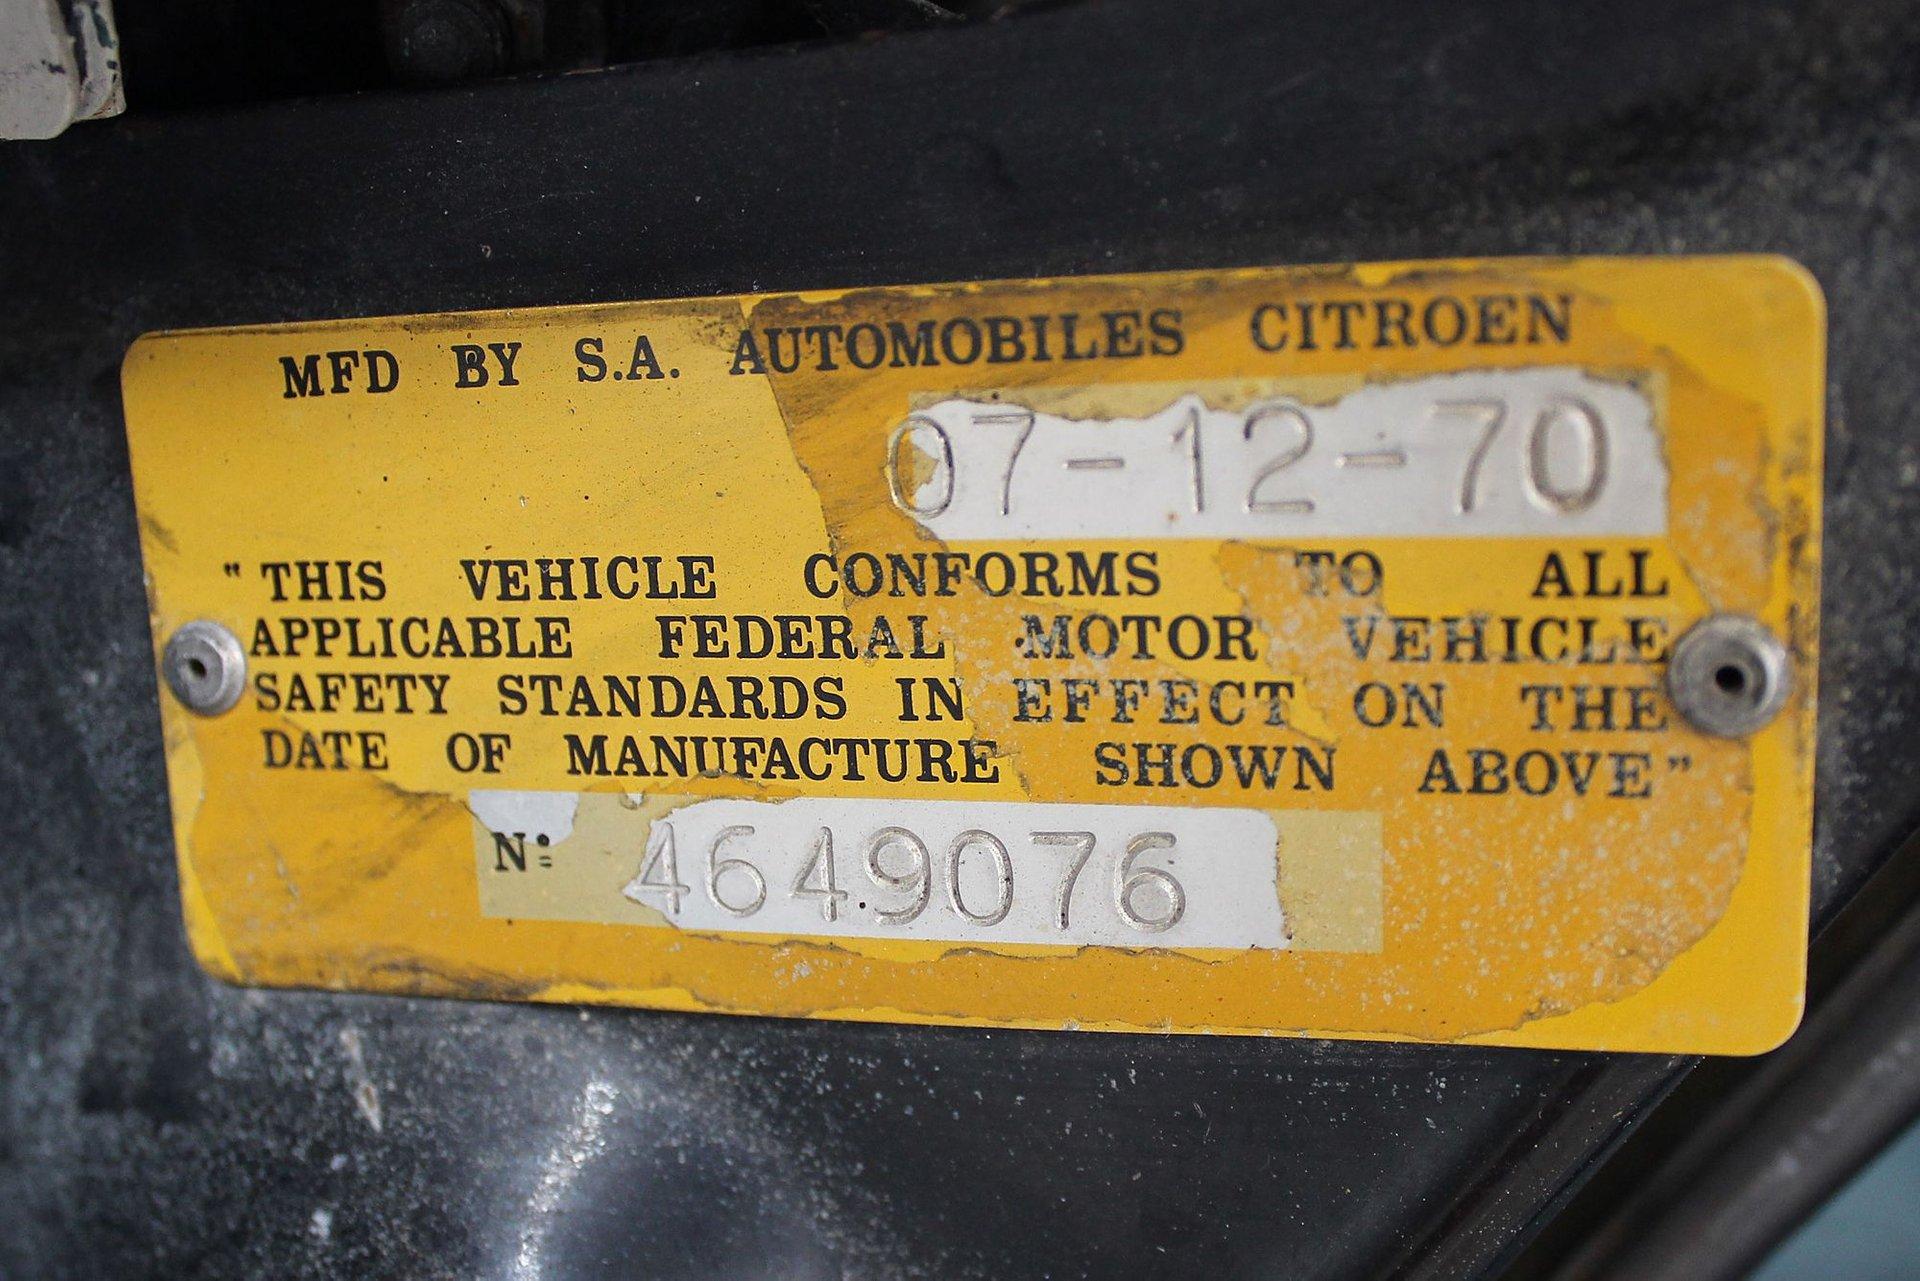 MFD BY S.A. AUTOMOBILES CITROEN
07-12-70
"THIS VEHICLE CONFORMS TO ALL
APPLICABLE FEDERAL MOTOR VEHICLE
SAFETY STANDARDS IN EFFECT ON THE
DATE OF MANUFACTURE SHOWN ABOVE"
Nº 4649076